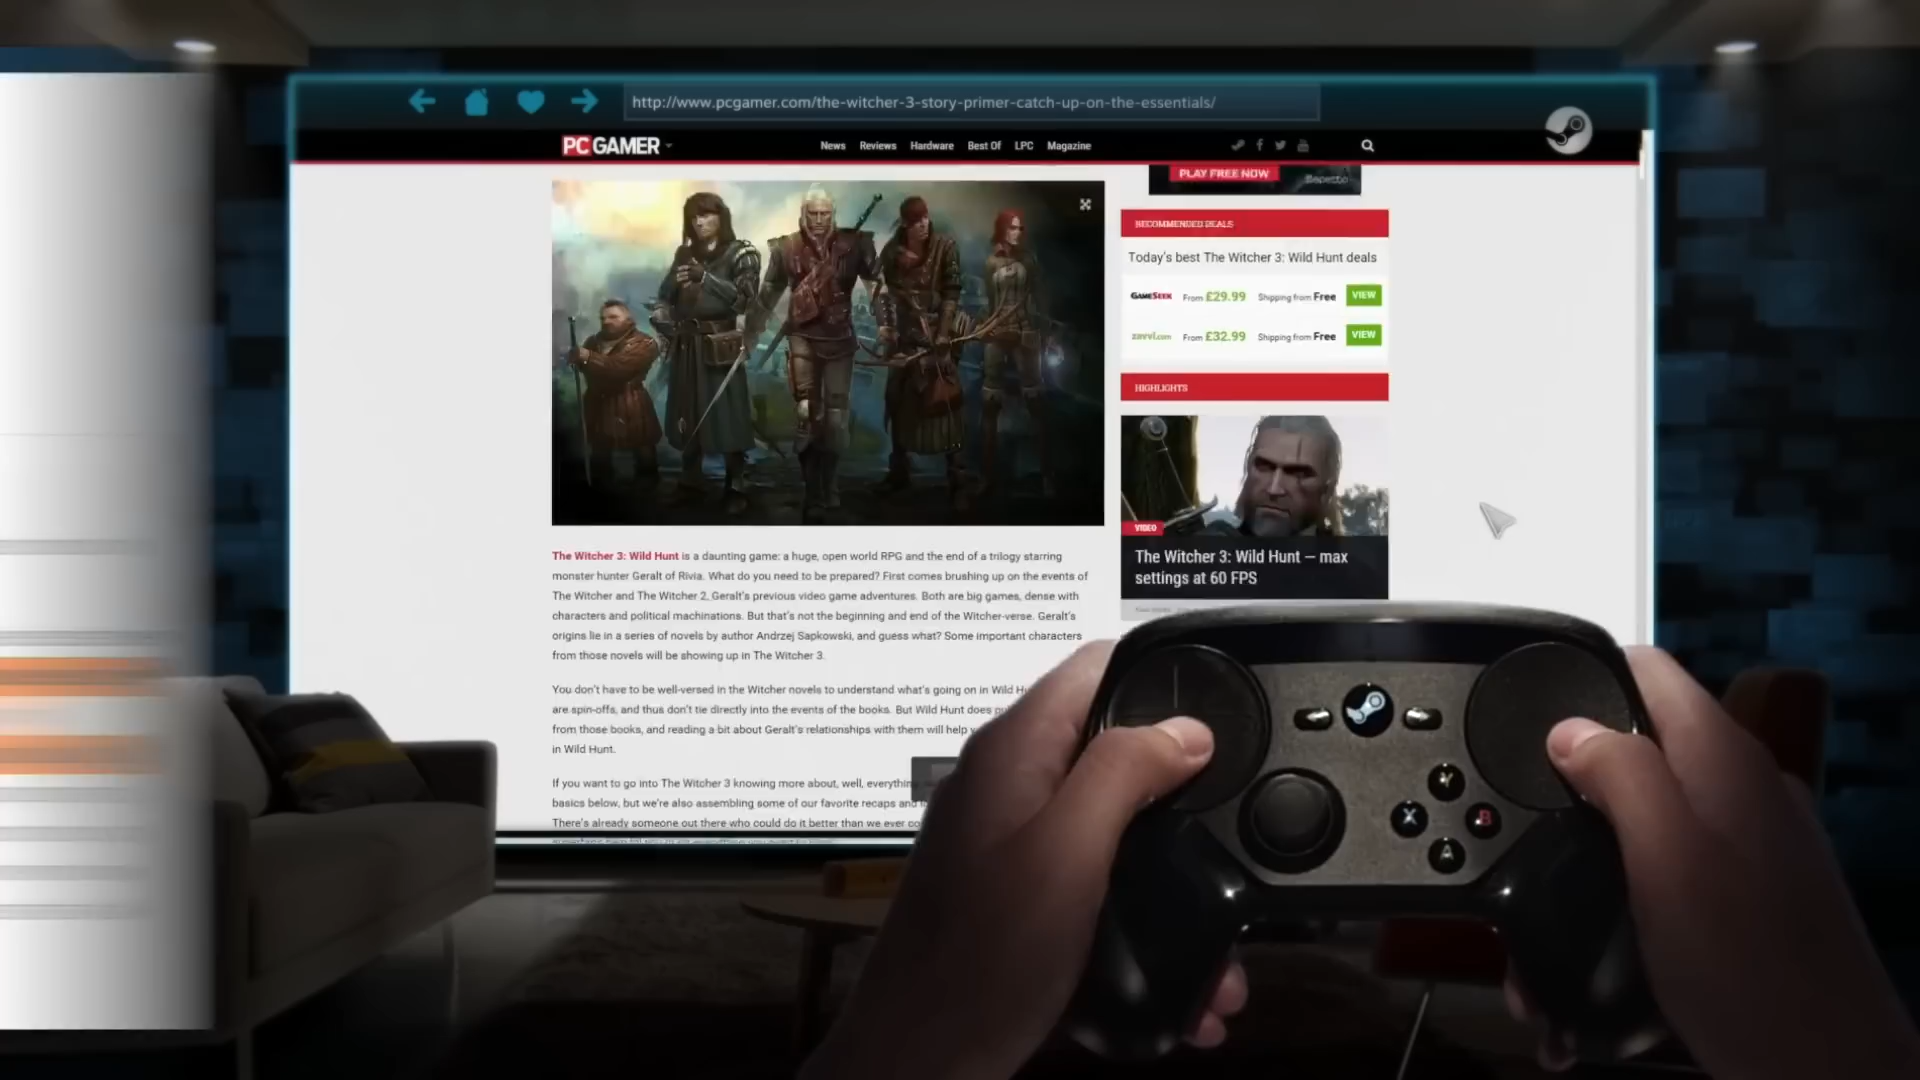 http://www.pcgamer.com/the-witcher-3-story-primer-catch-up-on-the-essentials/
PC GAMER
News Reviews Hardware Best Of LPC Magazine
PLAY FREE NOW
RECOMMENDED DEALS
Today's best The Witcher 3: Wild Hunt deals
GAMESEEK From £29.99 Shipping from Free VIEW
zavvi.com From £32.99 Shipping from Free VIEW
HIGHLIGHTS
VIDEO
The Witcher 3: Wild Hunt — max
settings at 60 FPS
The Witcher 3: Wild Hunt is a daunting game: a huge, open world RPG and the end of a trilogy starring
monster hunter Geralt of Rivia. What do you need to be prepared? First comes brushing up on the events of
The Witcher and The Witcher 2, Geralt's previous video game adventures. Both are big games, dense with
characters and political machinations. But that's not the beginning and end of the Witcher-verse. Geralt's
origins lie in a series of novels by author Andrzej Sapkowski, and guess what? Some important characters
from those novels will be showing up in The Witcher 3.
You don't have to be well-versed in the Witcher novels to understand what's going on in Wild
are spin-offs, and thus don't tie directly into the events of the books. But Wild Hunt does
from those books, and reading a bit about Geralt's relationships with them will help
in Wild Hunt.
If you want to go into The Witcher 3 knowing more about, well,
basics below, but we're also assembling some of our favorite recaps and
There's already someone out there who could do it better than we ever
Y
X B
A